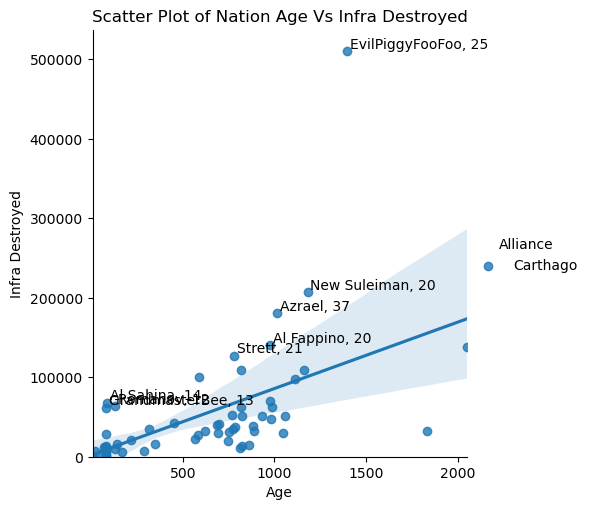 Scatter Plot of Nation Age Vs Infra Destroyed
EvilPiggyFooFoo, 25
500000
400000
300000
200000
100000
0
Infra Destroyed
New Suleiman, 20
Azrael, 37
Al Fappino, 20
Strett, 21
Al Sabina, 14
GrandmasterBee, 13
Alliance
Carthago
500
1000
1500
2000
Age